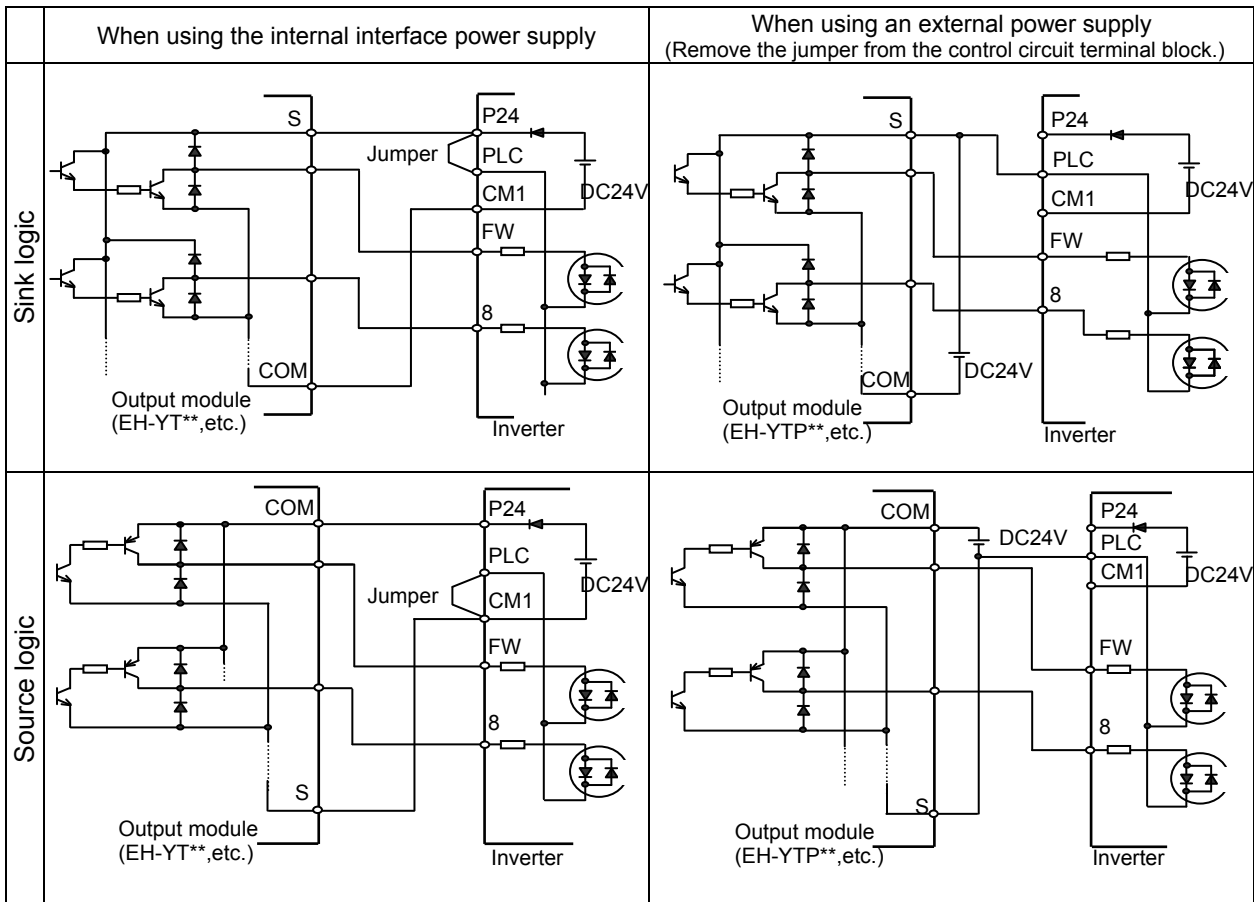 When using the internal interface power supply
When using an external power supply
(Remove the jumper from the control circuit terminal block.)
Sink logic
S
P24
Jumper
PLC
CM1
DC24V
FW
8
COM
Output module
(EH-YT**,etc.)
Inverter
S
P24
PLC
CM1
DC24V
FW
8
COM
DC24V
Output module
(EH-YTP**,etc.)
Inverter
Source logic
COM
P24
PLC
DC24V
Jumper
CM1
FW
8
S
Output module
(EH-YT**,etc.)
Inverter
COM
DC24V
P24
PLC
CM1
DC24V
FW
8
S
Output module
(EH-YTP**,etc.)
Inverter